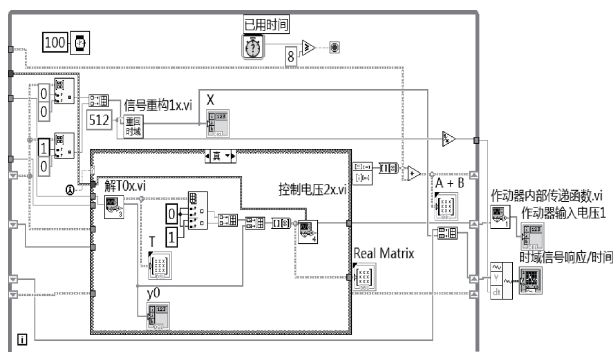 已用时间
100
8
0
0
信号重构1x.vi
X
512
重回
时域
1
0
真
解T0x.vi
控制电压2x.vi
A + B
作动器内部传递函数.vi
作动器输入电压1
0
1
T
Real Matrix
时域信号响应/时间
y0
i